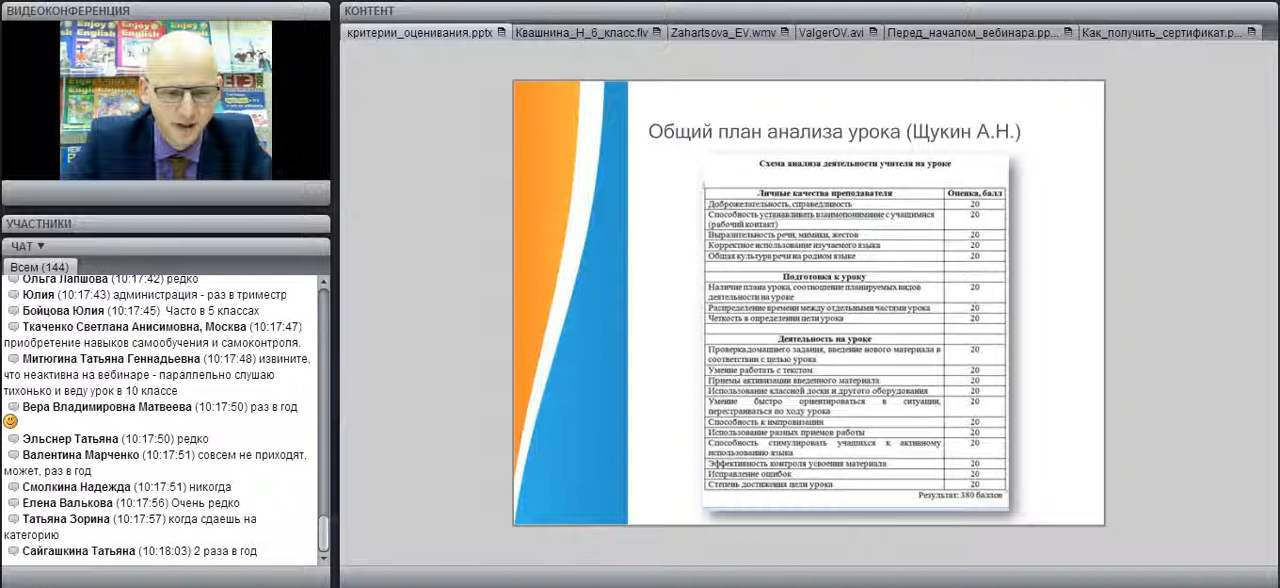 ВИДЕОКОНФЕРЕНЦИЯ
Enjoy English
Enjoy English
УЧАСТНИКИ
ЧАТ ▼
Всем (144)
Ольга Лапшова (10:17:42) редко
Юлия (10:17:43) администрация - раз в триместр
Бойцова Юлия (10:17:45) Часто в 5 классах
Ткаченко Светлана Анисимовна, Москва (10:17:47)
приобретение навыков самообучения и самоконтроля.
Митюгина Татьяна Геннадьевна (10:17:48) извините,
что неактивна на вебинаре - параллельно слушаю
тихонько и веду урок в 10 классе
Вера Владимировна Матвеева (10:17:50) раз в год
Эльснер Татьяна (10:17:50) редко
Валентина Марченко (10:17:51) совсем не приходят,
может, раз в год
Смолий Надежда (10:17:51) никогда
Елена Валькова (10:17:56) Очень редко
Татьяна Зорина (10:17:57) когда сдаешь на
категорию
Сайгашкина Татьяна (10:18:03) 2 раза в год
КОНТЕНТ
критерии_оценивания.pptx Квашнина_Н_6_класс.flv Zahartsova_EV.wmv ValgerOV.avi Перед_началом_вебинара.pp... Как_получить_сертификат.p...
Общий план анализа урока (Щукин А.Н.)
Схема анализа деятельности учителя на уроке
Личные качества преподавателя Оценка, балл
Доброжелательность, справедливость 20
Способность устанавливать взаимопонимание с учащимися 20
(рабочий контакт)
Выразительность речи, мимики, жестов 20
Корректное использование изучаемого языка 20
Общая культура речи на родном языке 20
Подготовка к уроку
Наличие плана урока, соотношение планируемых видов 20
деятельности на уроке
Распределение времени между отдельными частями урока 20
Четкость в определении цели урока 20
Деятельность на уроке
Проверка домашнего задания, введение нового материала в 20
соответствии с целью урока
Умение работать с текстом 20
Приемы активизации введенного материала 20
Использование классной доски и другого оборудования 20
Умение быстро ориентироваться в ситуации, 20
перестраиваться по ходу урока
Способность к импровизации 20
Использование разных приемов работы 20
Способность стимулировать учащихся к активному 20
использованию языка
Эффективность контроля усвоения материала 20
Исправление ошибок 20
Степень достижения цели урока 20
Результат: 380 баллов